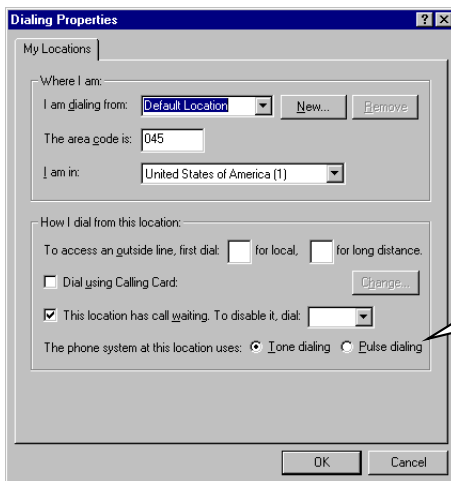 Dialing Properties
My Locations
Where I am:
I am dialing from: Default Location New... Remove
The area code is: 045
I am in: United States of America (1)
How I dial from this location:
To access an outside line, first dial: for local, for long distance.
Dial using Calling Card: Change...
This location has call waiting. To disable it, dial:
The phone system at this location uses: Tone dialing Pulse dialing
OK Cancel